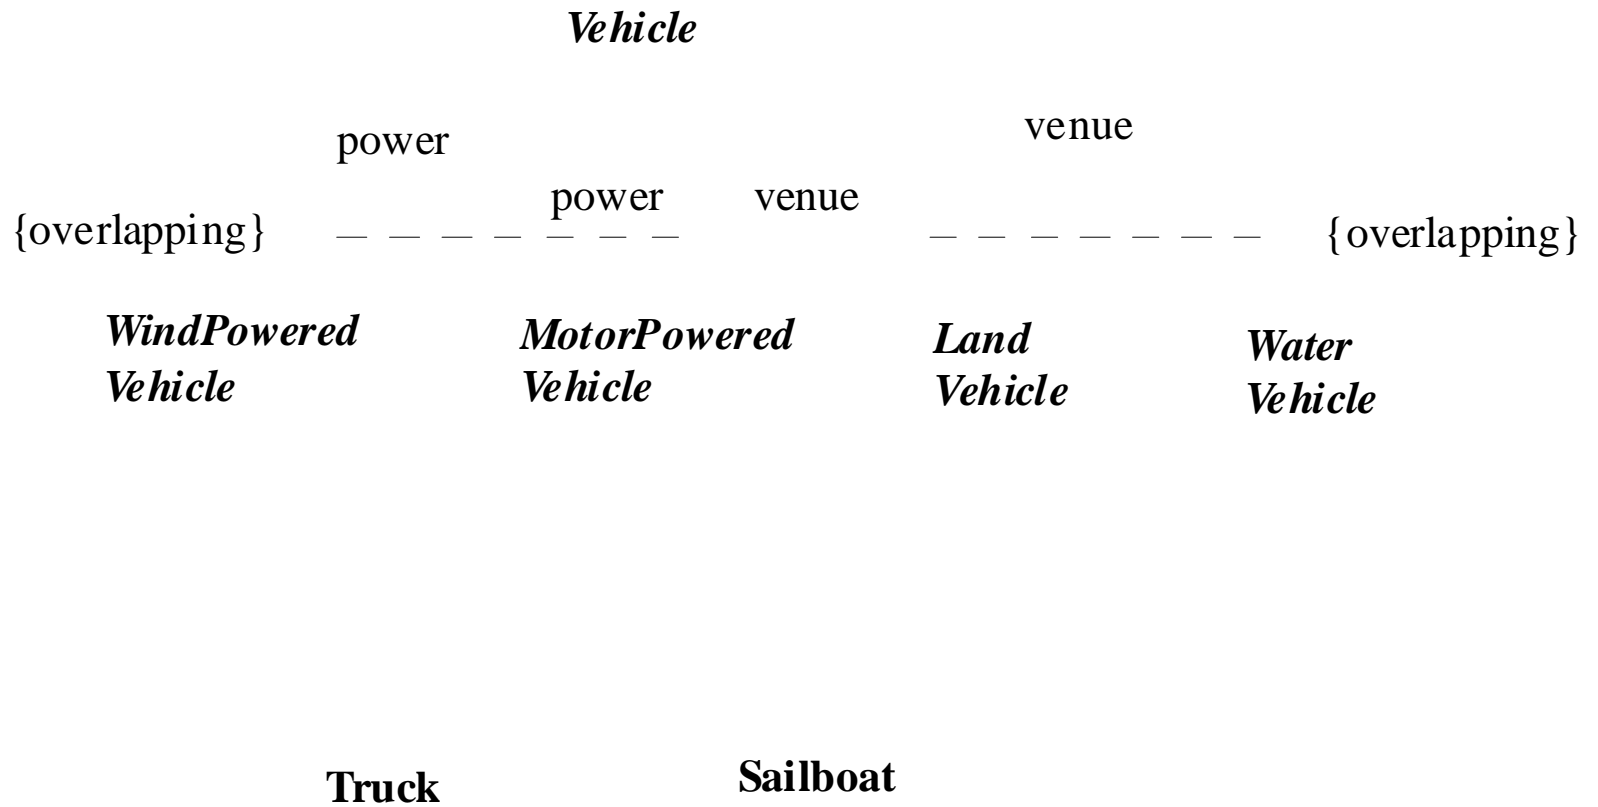 Vehicle
power
venue
power
venue
{overlapping}
{overlapping}
WindPowered
Vehicle
MotorPowered
Vehicle
Land
Vehicle
Water
Vehicle
Truck
Sailboat